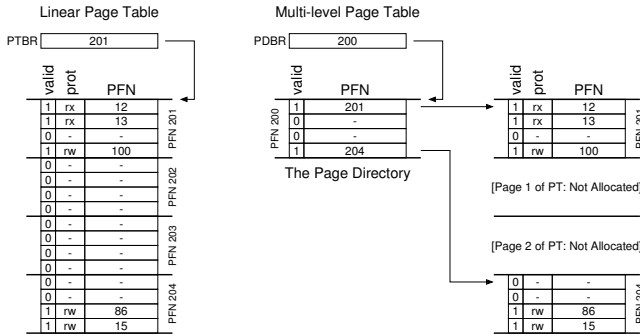 Linear Page Table
PTBR 201
valid prot PFN
1 rx 12
1 rx 13
0 - -
1 rw 100
PFN 201
0 - -
0 - -
0 - -
0 - -
PFN 202
0 - -
0 - -
0 - -
0 - -
PFN 203
0 - -
0 - -
1 rw 86
1 rw 15
PFN 204
Multi-level Page Table
PDBR 200
valid PFN
PFN 200
1 201
0 -
0 -
1 204
The Page Directory
valid prot PFN
1 rx 12
1 rx 13
0 - -
1 rw 100
PFN 201
[Page 1 of PT: Not Allocated]
[Page 2 of PT: Not Allocated]
0 - -
0 - -
1 rw 86
1 rw 15
PFN 204